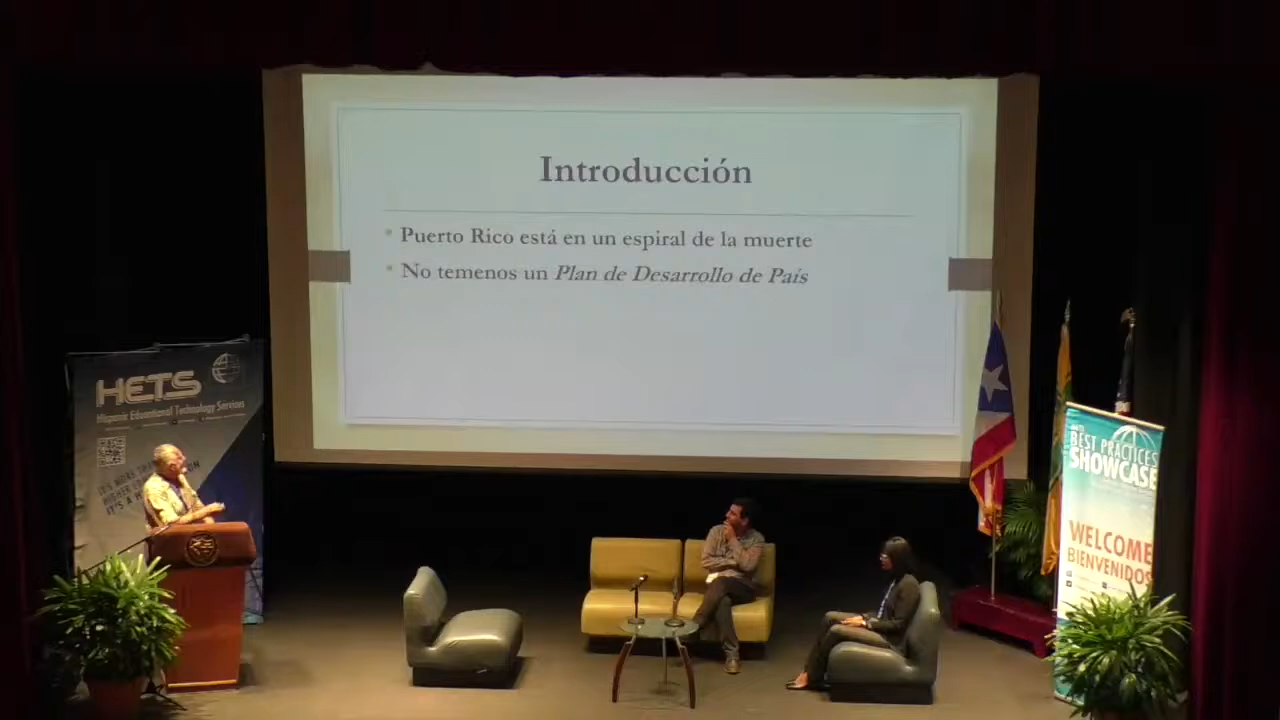 Introducción
Puerto Rico está en un espiral de la muerte
No temenos un Plan de Desarrollo de País
HETS
Hispanic Educational Technology Services
HETS
BEST PRACTICES
SHOWCASE
WELCOME
BIENVENIDOS